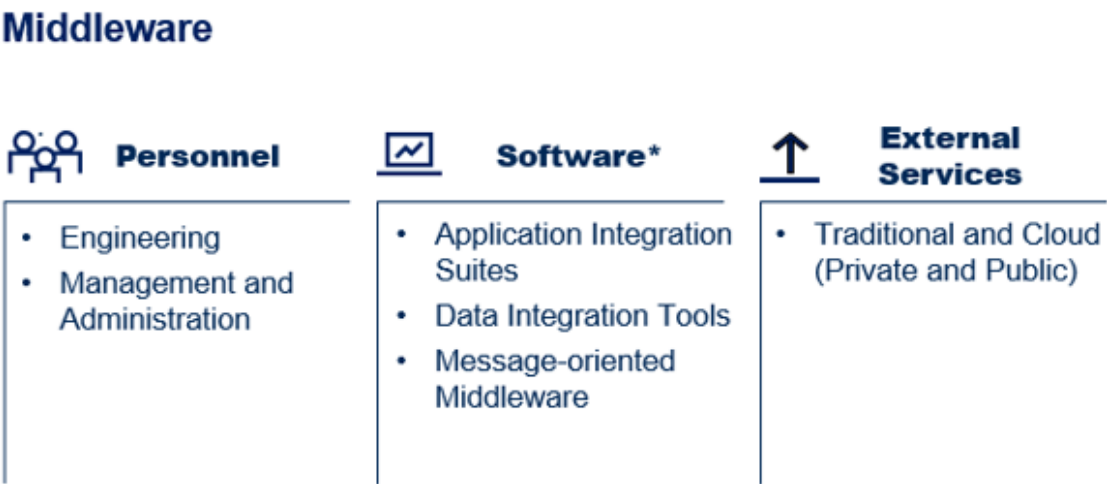 Middleware
Personnel
• Engineering
• Management and
Administration
Software*
• Application Integration
Suites
• Data Integration Tools
• Message-oriented
Middleware
External
Services
• Traditional and Cloud
(Private and Public)